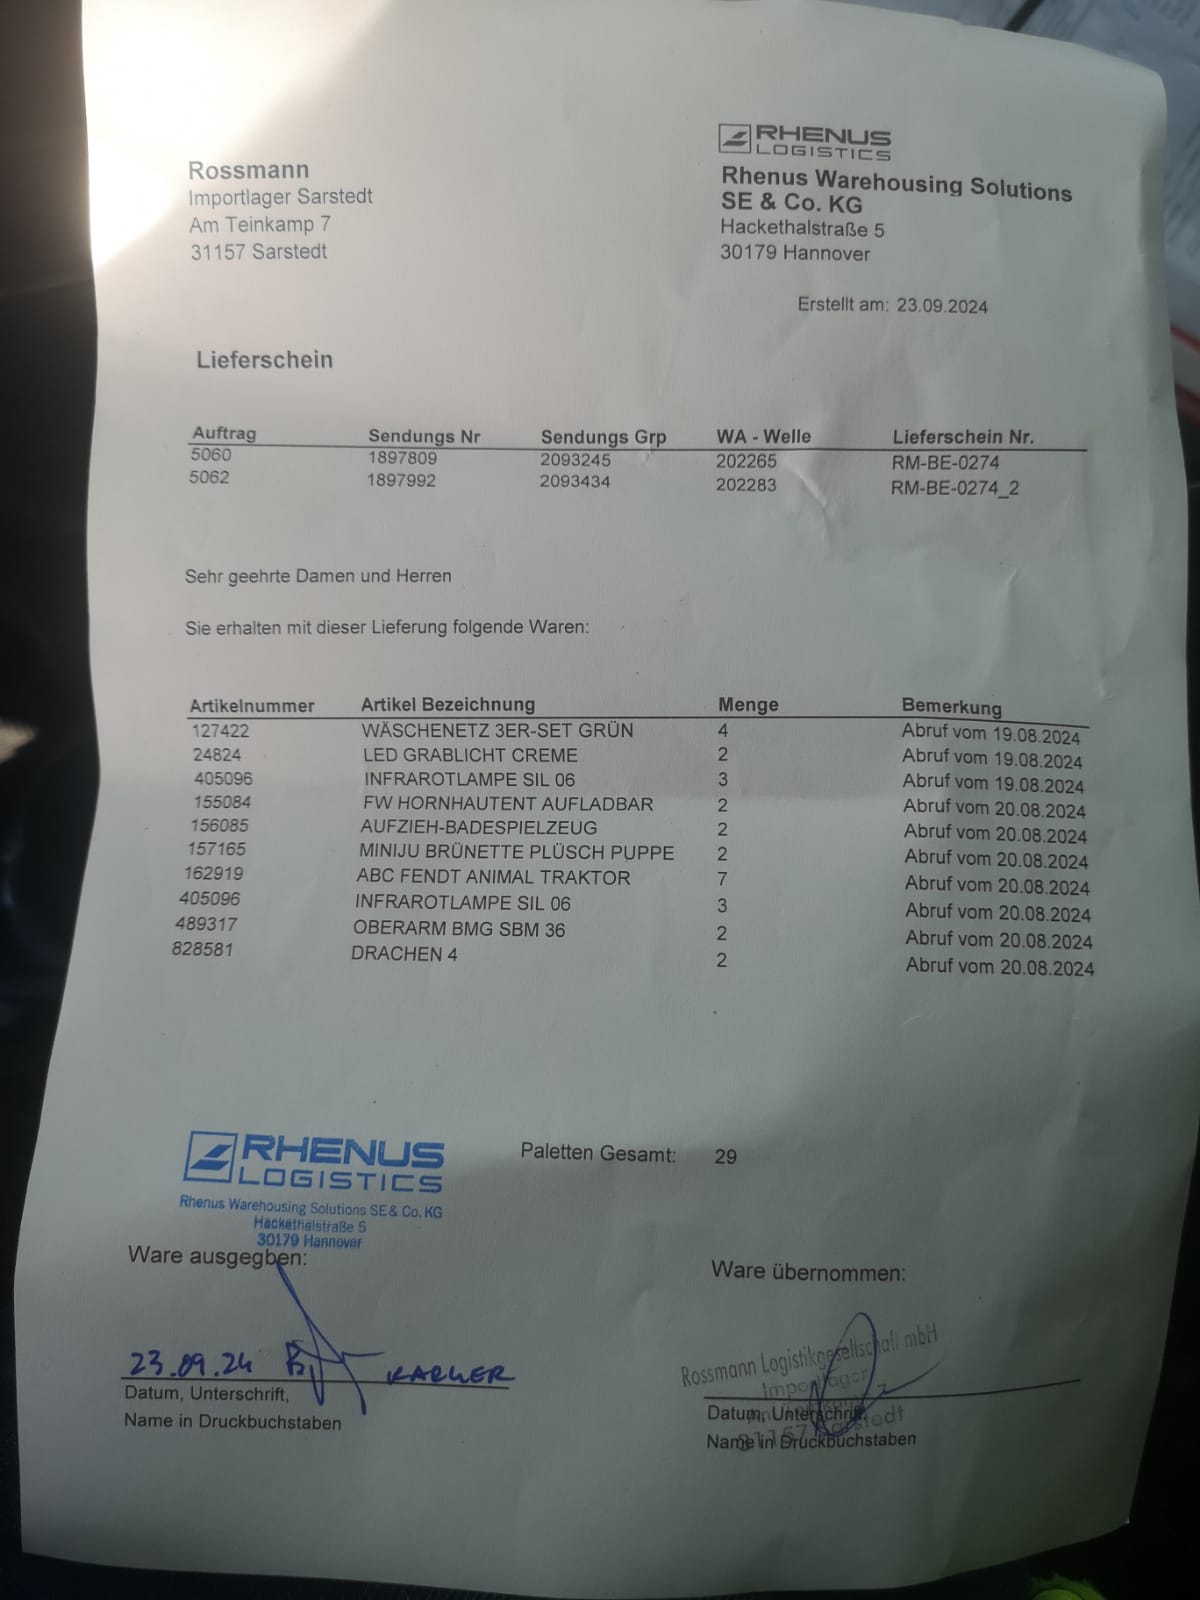 RHENUS
LOGISTICS
Rossmann
Importlager Sarstedt
Am Teinkamp 7
31157 Sarstedt
Rhenus Warehousing Solutions
SE & Co. KG
Hackethalstraße 5
30179 Hannover
Erstellt am: 23.09.2024
Lieferschein
Auftrag Sendungs Nr Sendungs Grp WA - Welle Lieferschein Nr.
5060 1897809 2093245 202265 RM-BE-0274
5062 1897992 2093434 202283 RM-BE-0274_2
Sehr geehrte Damen und Herren
Sie erhalten mit dieser Lieferung folgende Waren:
Artikelnummer Artikel Bezeichnung Menge Bemerkung
127422 WÄSCHENETZ 3ER-SET GRÜN 4 Abruf vom 19.08.2024
24824 LED GRABLICHT CREME 2 Abruf vom 19.08.2024
405096 INFRAROTLAMPE SIL 06 3 Abruf vom 19.08.2024
155084 FW HORNHAUTENT AUFLADBAR 2 Abruf vom 20.08.2024
156085 AUFZIEH-BADESPIELZEUG 2 Abruf vom 20.08.2024
157165 MINIJU BRÜNETTE PLÜSCH PUPPE 2 Abruf vom 20.08.2024
162919 ABC FENDT ANIMAL TRAKTOR 7 Abruf vom 20.08.2024
405096 INFRAROTLAMPE SIL 06 3 Abruf vom 20.08.2024
489317 OBERARM BMG SBM 36 2 Abruf vom 20.08.2024
828581 DRACHEN 4 2 Abruf vom 20.08.2024
RHENUS
LOGISTICS
Rhenus Warehousing Solutions SE & Co. KG
Hackethalstraße 5
30179 Hannover
Paletten Gesamt: 29
Ware ausgegben:
Ware übernommen:
23.09.24 KARGER
Datum, Unterschrift,
Name in Druckbuchstaben
Rossmann Logistikgesellschaft mbH
Importlager
31157 Sarstedt
Datum, Unterschrift,
Name in Druckbuchstaben